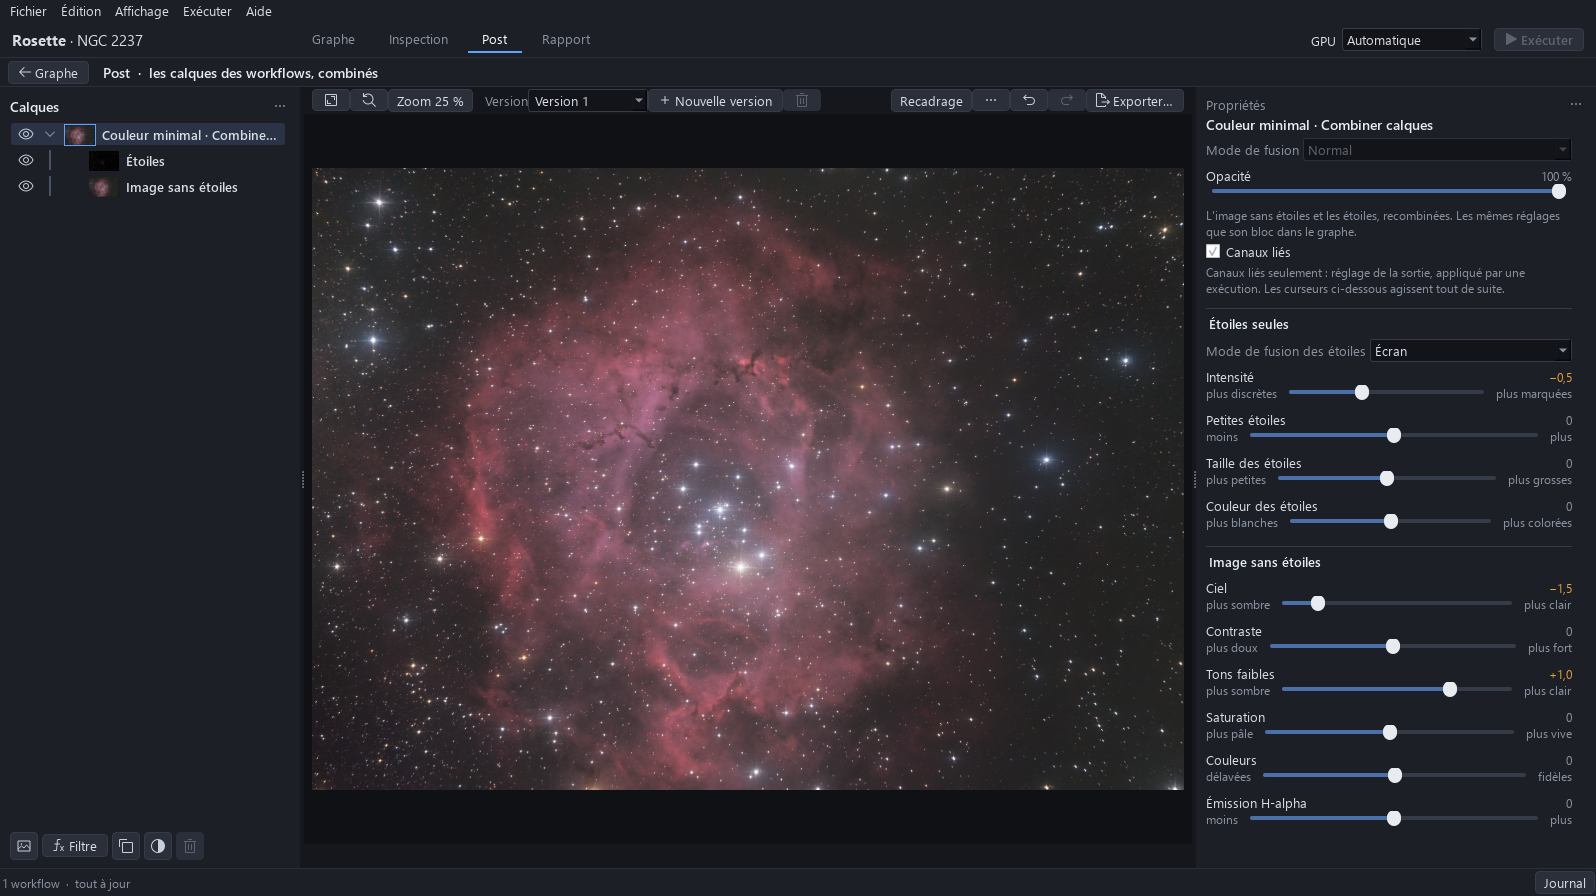 Fichier Édition Affichage Exécuter Aide
Rosette · NGC 2237
Graphe Inspection Post Rapport
GPU Automatique Exécuter
Graphe
Post · les calques des workflows, combinés
Calques ...
Couleur minimal · Combine...
Étoiles
Image sans étoiles
Filtre
Zoom 25 % Version Version 1 + Nouvelle version
Recadrage ... Exporter...
Propriétés ...
Couleur minimal · Combiner calques
Mode de fusion Normal
Opacité 100 %
L'image sans étoiles et les étoiles, recombinées. Les mêmes réglages
que son bloc dans le graphe.
Canaux liés
Canaux liés seulement : réglage de la sortie, appliqué par une
exécution. Les curseurs ci-dessous agissent tout de suite.
Étoiles seules
Mode de fusion des étoiles Écran
Intensité −0,5
plus discrètes plus marquées
Petites étoiles 0
moins plus
Taille des étoiles 0
plus petites plus grosses
Couleur des étoiles 0
plus blanches plus colorées
Image sans étoiles
Ciel −1,5
plus sombre plus clair
Contraste 0
plus doux plus fort
Tons faibles +1,0
plus sombre plus clair
Saturation 0
plus pâle plus vive
Couleurs 0
délavées fidèles
Émission H-alpha 0
moins plus
1 workflow · tout à jour
Journal